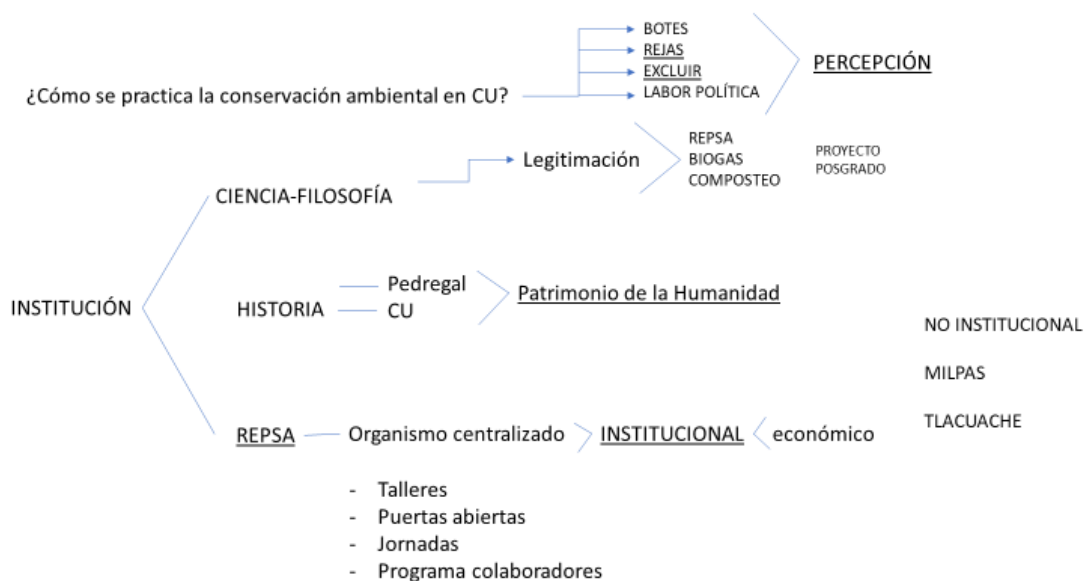 BOTES
REJAS
EXCLUIR
LABOR POLÍTICA
PERCEPCIÓN
¿Cómo se practica la conservación ambiental en CU?
Legitimación
REPSA
BIOGAS
COMPOSTEO
PROYECTO
POSGRADO
CIENCIA-FILOSOFÍA
INSTITUCIÓN
HISTORIA
Pedregal
CU
Patrimonio de la Humanidad
NO INSTITUCIONAL
MILPAS
TLACUACHE
REPSA
Organismo centralizado
INSTITUCIONAL
económico
- Talleres
- Puertas abiertas
- Jornadas
- Programa colaboradores